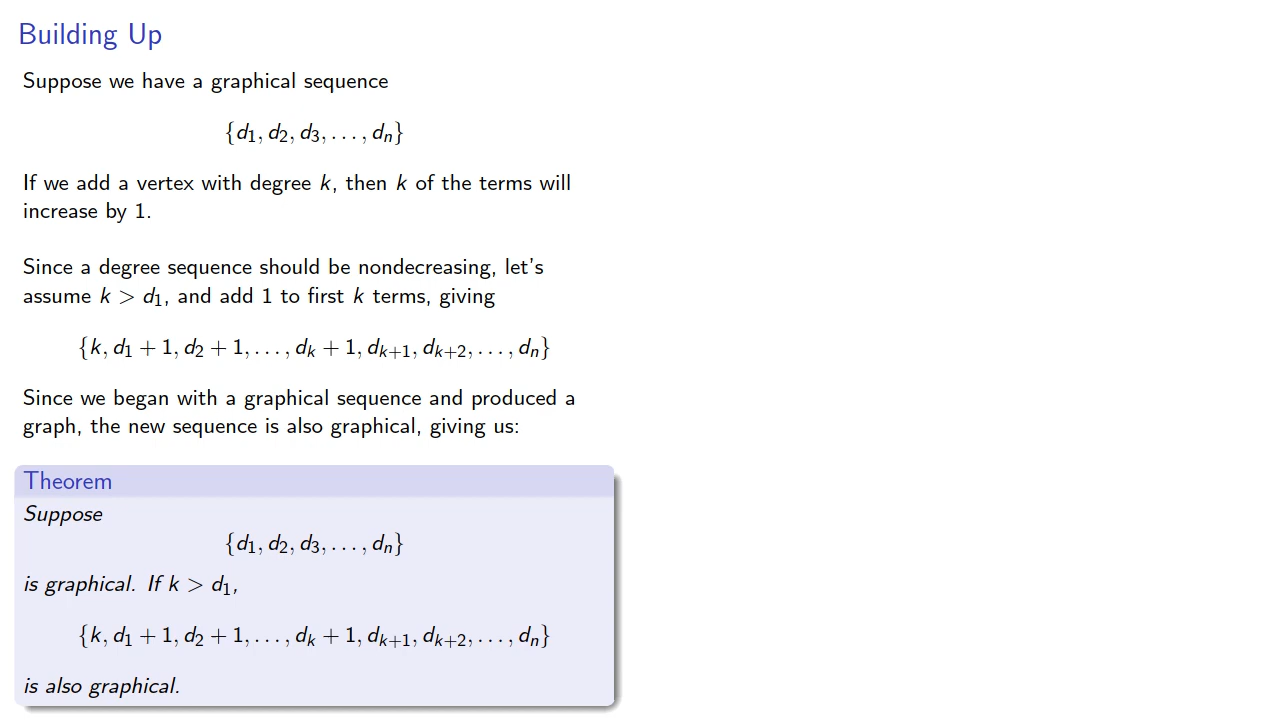 Building Up
Suppose we have a graphical sequence
{d₁, d₂, d₃, . . . , dₙ}
If we add a vertex with degree k, then k of the terms will
increase by 1.
Since a degree sequence should be nondecreasing, let's
assume k > d₁, and add 1 to first k terms, giving
{k, d₁ + 1, d₂ + 1, . . . , dₖ + 1, dₖ₊₁, dₖ₊₂, . . . , dₙ}
Since we began with a graphical sequence and produced a
graph, the new sequence is also graphical, giving us:
Theorem
Suppose
{d₁, d₂, d₃, . . . , dₙ}
is graphical. If k > d₁,
{k, d₁ + 1, d₂ + 1, . . . , dₖ + 1, dₖ₊₁, dₖ₊₂, . . . , dₙ}
is also graphical.